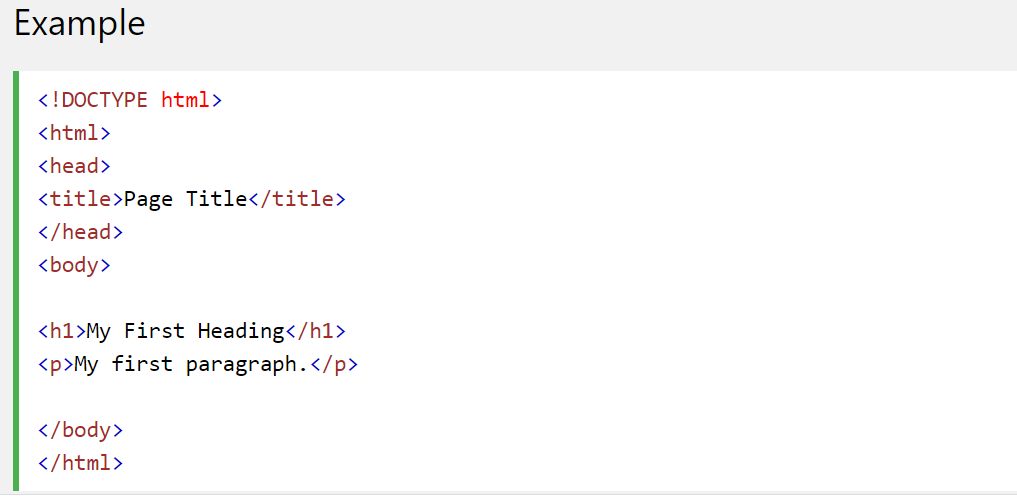 Example
<!DOCTYPE html>
<html>
<head>
<title>Page Title</title>
</head>
<body>
<h1>My First Heading</h1>
<p>My first paragraph.</p>
</body>
</html>